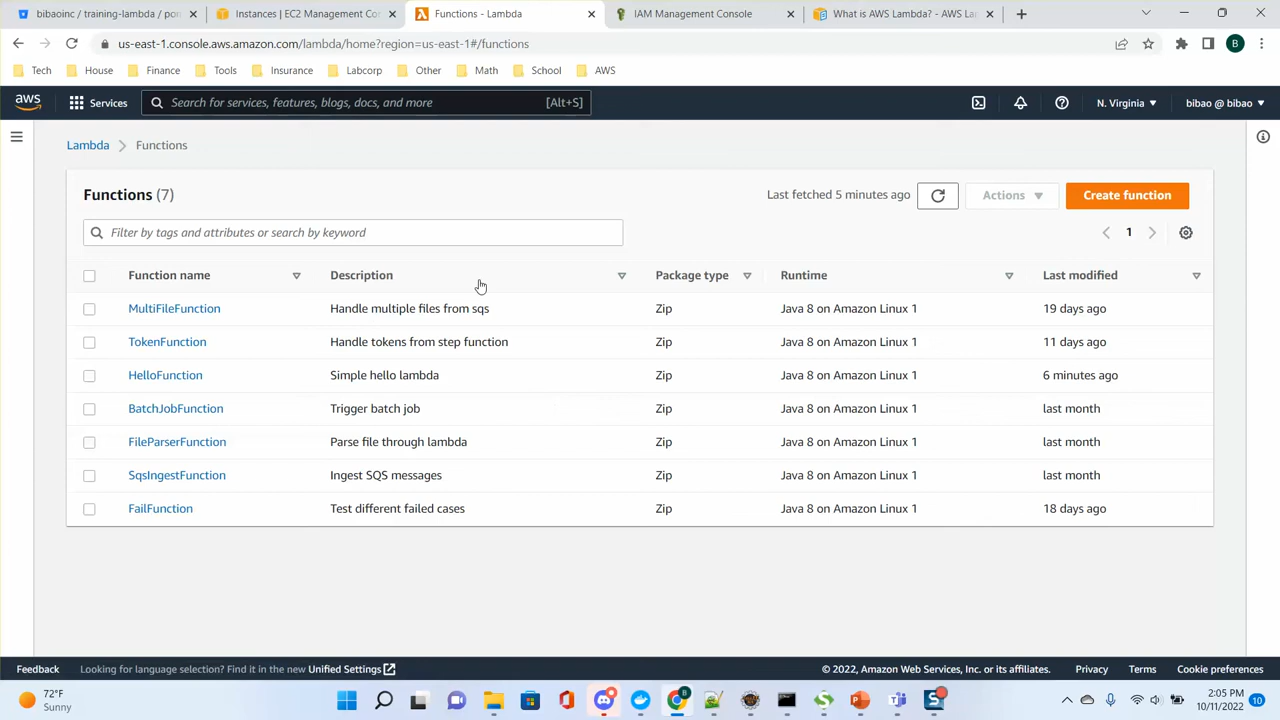 bibaoinc / training-lambda / pom
Instances | EC2 Management Co
Functions - Lambda
IAM Management Console
What is AWS Lambda? - AWS La
us-east-1.console.aws.amazon.com/lambda/home?region=us-east-1#/functions
B
Tech
House
Finance
Tools
Insurance
Labcorp
Other
Math
School
AWS
aws
Services
Search for services, features, blogs, docs, and more
[Alt+S]
N. Virginia
bibao @ bibao
Lambda
Functions
Functions (7)
Last fetched 5 minutes ago
Actions
Create function
Filter by tags and attributes or search by keyword
1
Function name
Description
Package type
Runtime
Last modified
MultiFileFunction
Handle multiple files from sqs
Zip
Java 8 on Amazon Linux 1
19 days ago
TokenFunction
Handle tokens from step function
Zip
Java 8 on Amazon Linux 1
11 days ago
HelloFunction
Simple hello lambda
Zip
Java 8 on Amazon Linux 1
6 minutes ago
BatchJobFunction
Trigger batch job
Zip
Java 8 on Amazon Linux 1
last month
FileParserFunction
Parse file through lambda
Zip
Java 8 on Amazon Linux 1
last month
SqsIngestFunction
Ingest SQS messages
Zip
Java 8 on Amazon Linux 1
last month
FailFunction
Test different failed cases
Zip
Java 8 on Amazon Linux 1
18 days ago
Feedback
Looking for language selection? Find it in the new Unified Settings
© 2022, Amazon Web Services, Inc. or its affiliates.
Privacy
Terms
Cookie preferences
72°F
Sunny
2:05 PM
10/11/2022
10